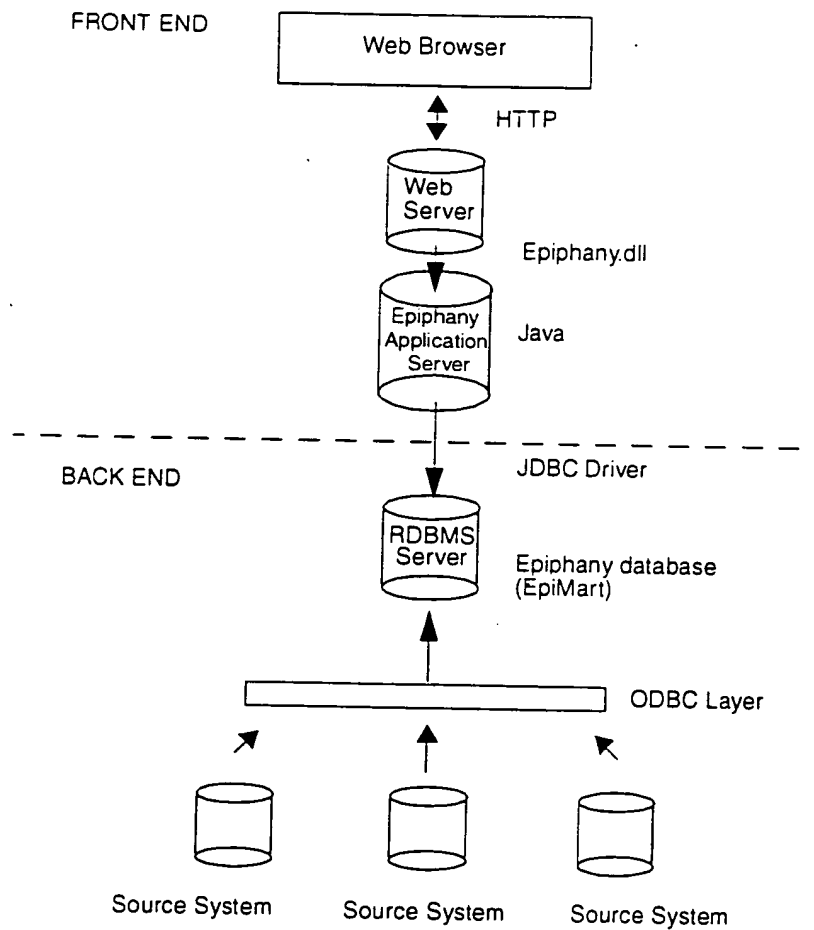 FRONT END
Web Browser
HTTP
Web
Server
Epiphany.dll
Epiphany
Application
Server
Java
BACK END
JDBC Driver
RDBMS
Server
Epiphany database
(EpiMart)
ODBC Layer
Source System
Source System
Source System